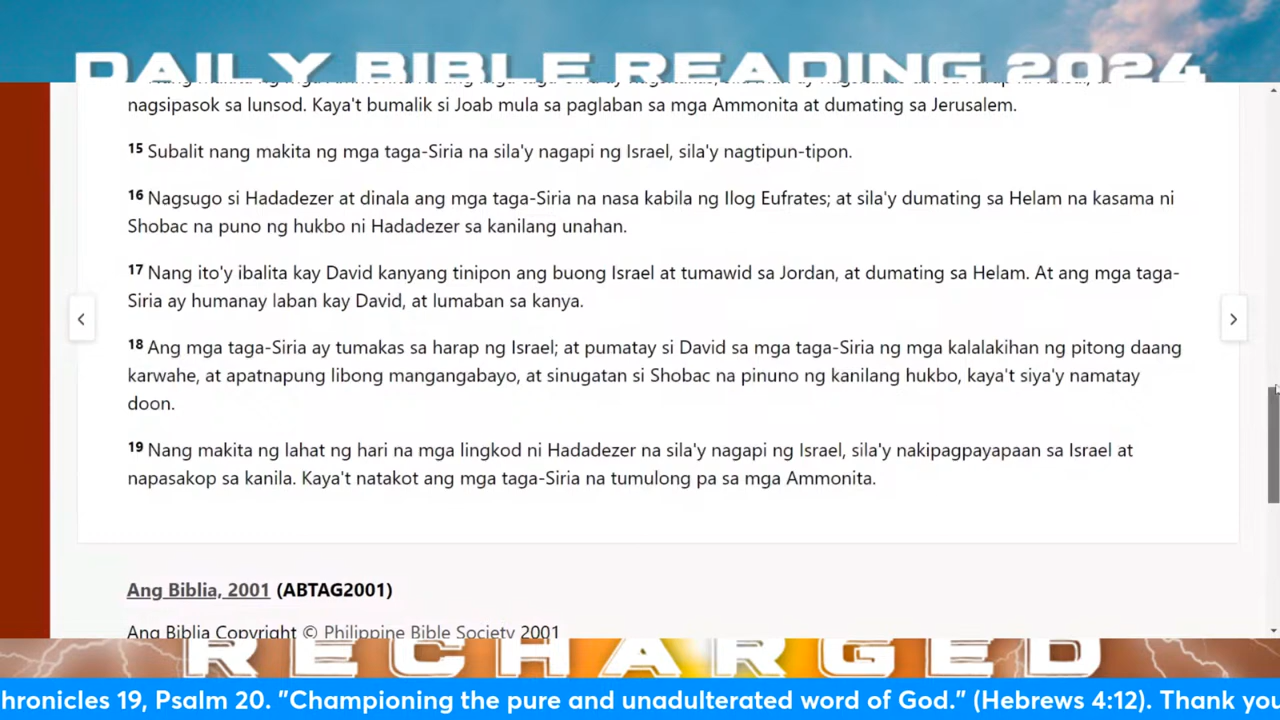 DAILY BIBLE READING 2024
nagsipasok sa lunsod. Kaya't bumalik si Joab mula sa paglaban sa mga Ammonita at dumating sa Jerusalem.
15 Subalit nang makita ng mga taga-Siria na sila'y nagapi ng Israel, sila'y nagtipun-tipon.
16 Nagsugo si Hadadezer at dinala ang mga taga-Siria na nasa kabila ng Ilog Eufrates; at sila'y dumating sa Helam na kasama ni
Shobac na puno ng hukbo ni Hadadezer sa kanilang unahan.
17 Nang ito'y ibalita kay David kanyang tinipon ang buong Israel at tumawid sa Jordan, at dumating sa Helam. At ang mga taga-
Siria ay humanay laban kay David, at lumaban sa kanya.
18 Ang mga taga-Siria ay tumakas sa harap ng Israel; at pumatay si David sa mga taga-Siria ng mga kalalakihan ng pitong daang
karwahe, at apatnapung libong mangangabayo, at sinugatan si Shobac na pinuno ng kanilang hukbo, kaya't siya'y namatay
doon.
19 Nang makita ng lahat ng hari na mga lingkod ni Hadadezer na sila'y nagapi ng Israel, sila'y nakipagpayapaan sa Israel at
napasakop sa kanila. Kaya't natakot ang mga taga-Siria na tumulong pa sa mga Ammonita.
Ang Biblia, 2001 (ABTAG2001)
Ang Biblia Copyright © Philippine Bible Society 2001
RECHARGED
hronicles 19, Psalm 20. "Championing the pure and unadulterated word of God." (Hebrews 4:12). Thank you